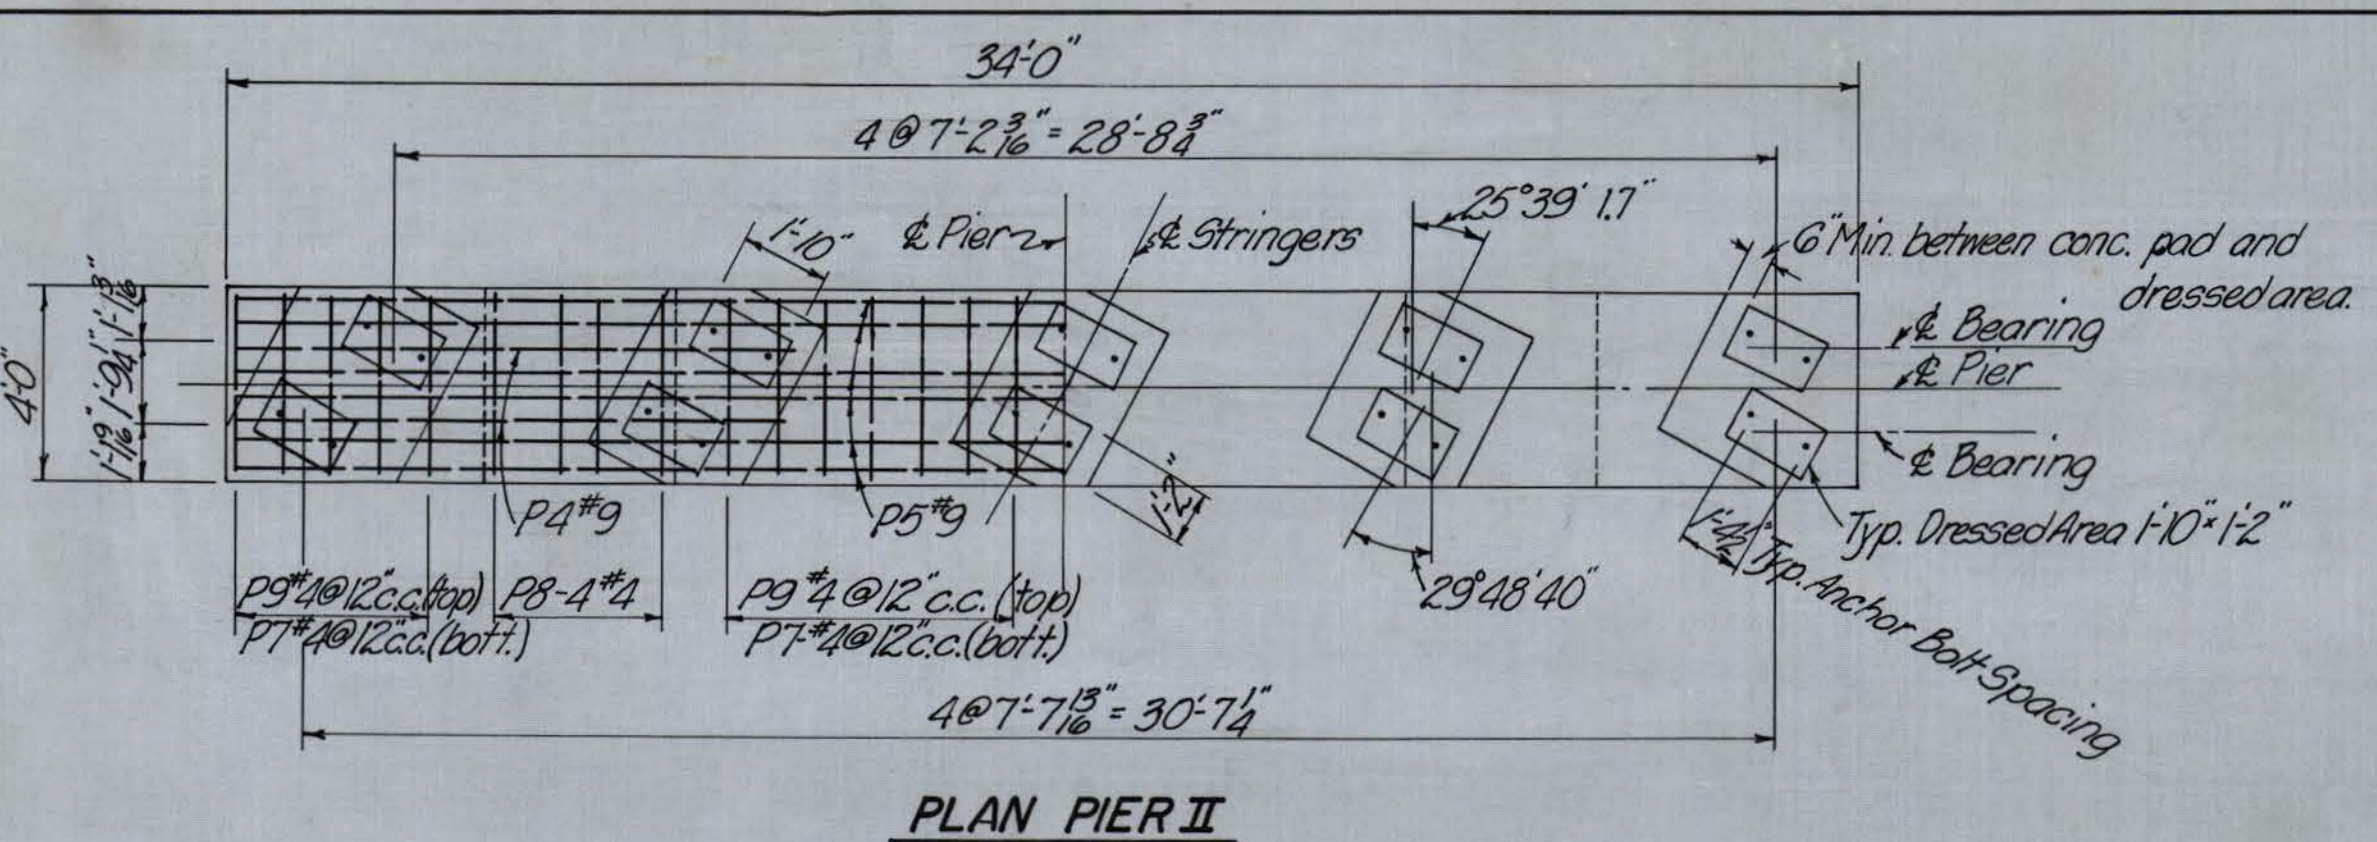 34'-0"
4 @ 7'-2 3/16" = 28'-8 3/4"
25°39' 1.7"
1'-10"
℄ Pier
℄ Stringers
6" Min. between conc. pad and
dressed area.
℄ Bearing
℄ Pier
℄ Bearing
4'-0"
1'-1 3/16"
1'-9 1/4"
1'-1 9/16"
P4 #9
P5 #9
1'-2"
1'-4 1/2" Typ. Anchor Bolt Spacing
Typ. Dressed Area 1'-10" x 1'-2"
29°48'40"
P9 #4 @ 12" c.c. (top)
P7 #4 @ 12" c.c. (bott.)
P8-4 #4
P9 #4 @ 12" c.c. (top)
P7-#4 @ 12" c.c. (bott.)
4 @ 7'-7 13/16" = 30'-7 1/4"
PLAN PIER II